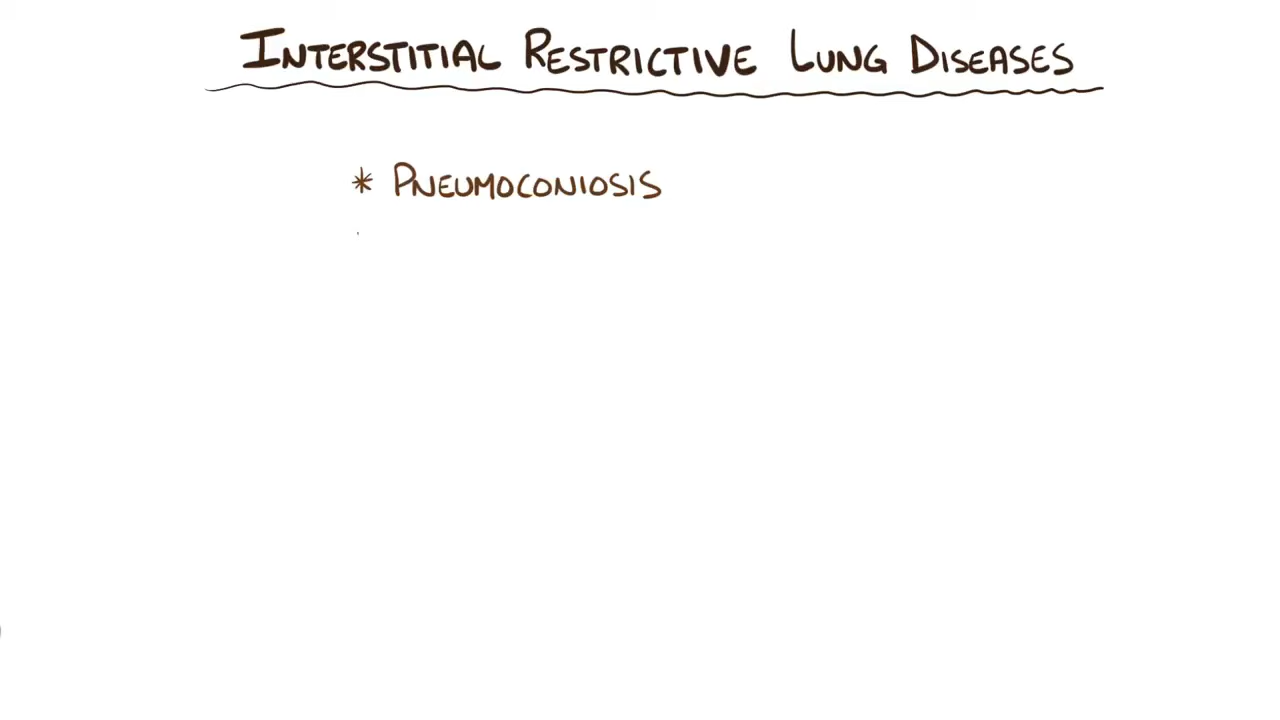 INTERSTITIAL RESTRICTIVE LUNG DISEASES
* PNEUMOCONIOSIS